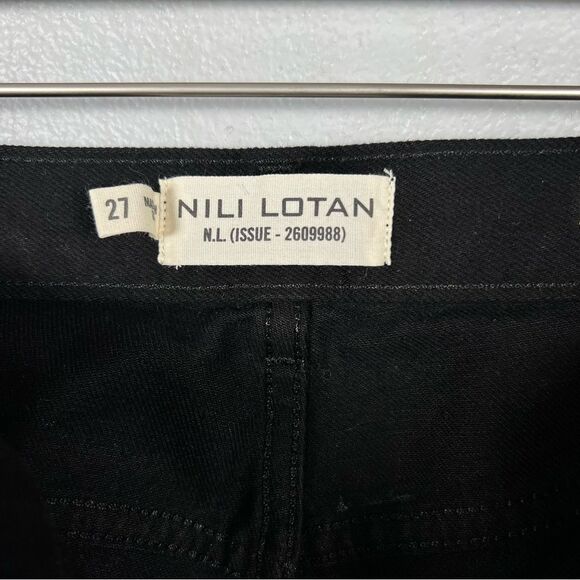 27
NILI LOTAN
N.L. (ISSUE - 2609988)